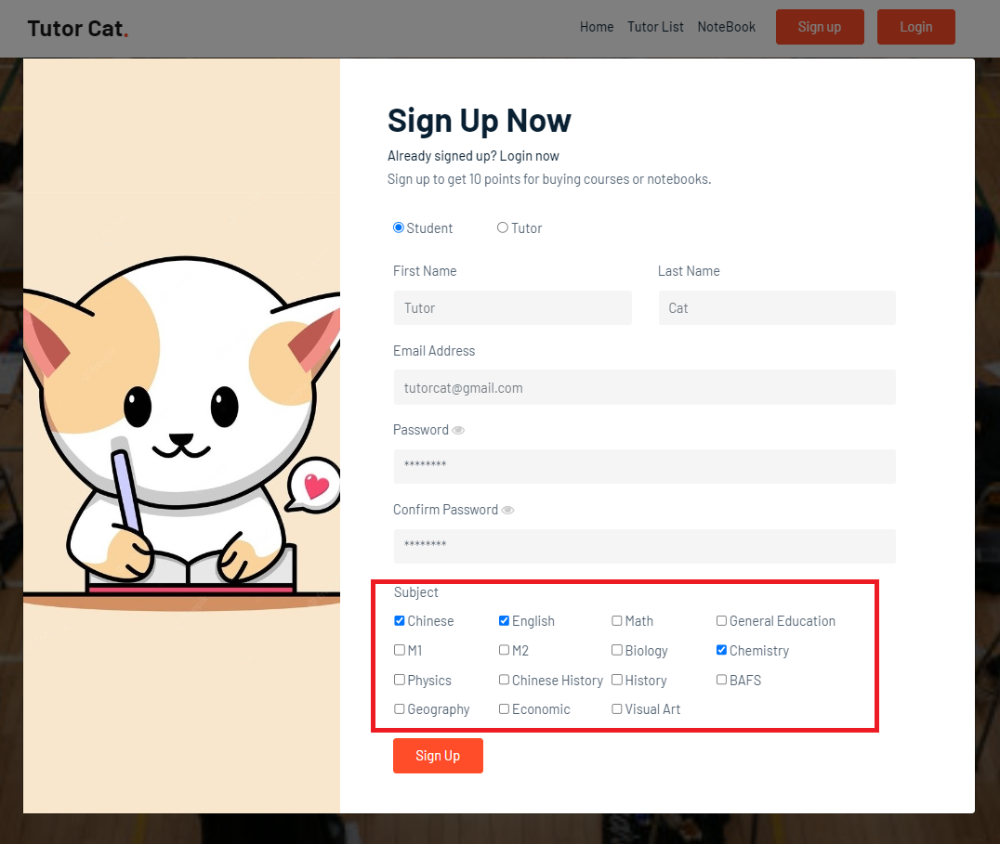 Tutor Cat.
Home Tutor List NoteBook Sign up Login
Sign Up Now
Already signed up? Login now
Sign up to get 10 points for buying courses or notebooks.
Student Tutor
First Name Last Name
Tutor Cat
Email Address
tutorcat@gmail.com
Password
********
Confirm Password
********
Subject
Chinese English Math General Education
M1 M2 Biology Chemistry
Physics Chinese History History BAFS
Geography Economic Visual Art
Sign Up